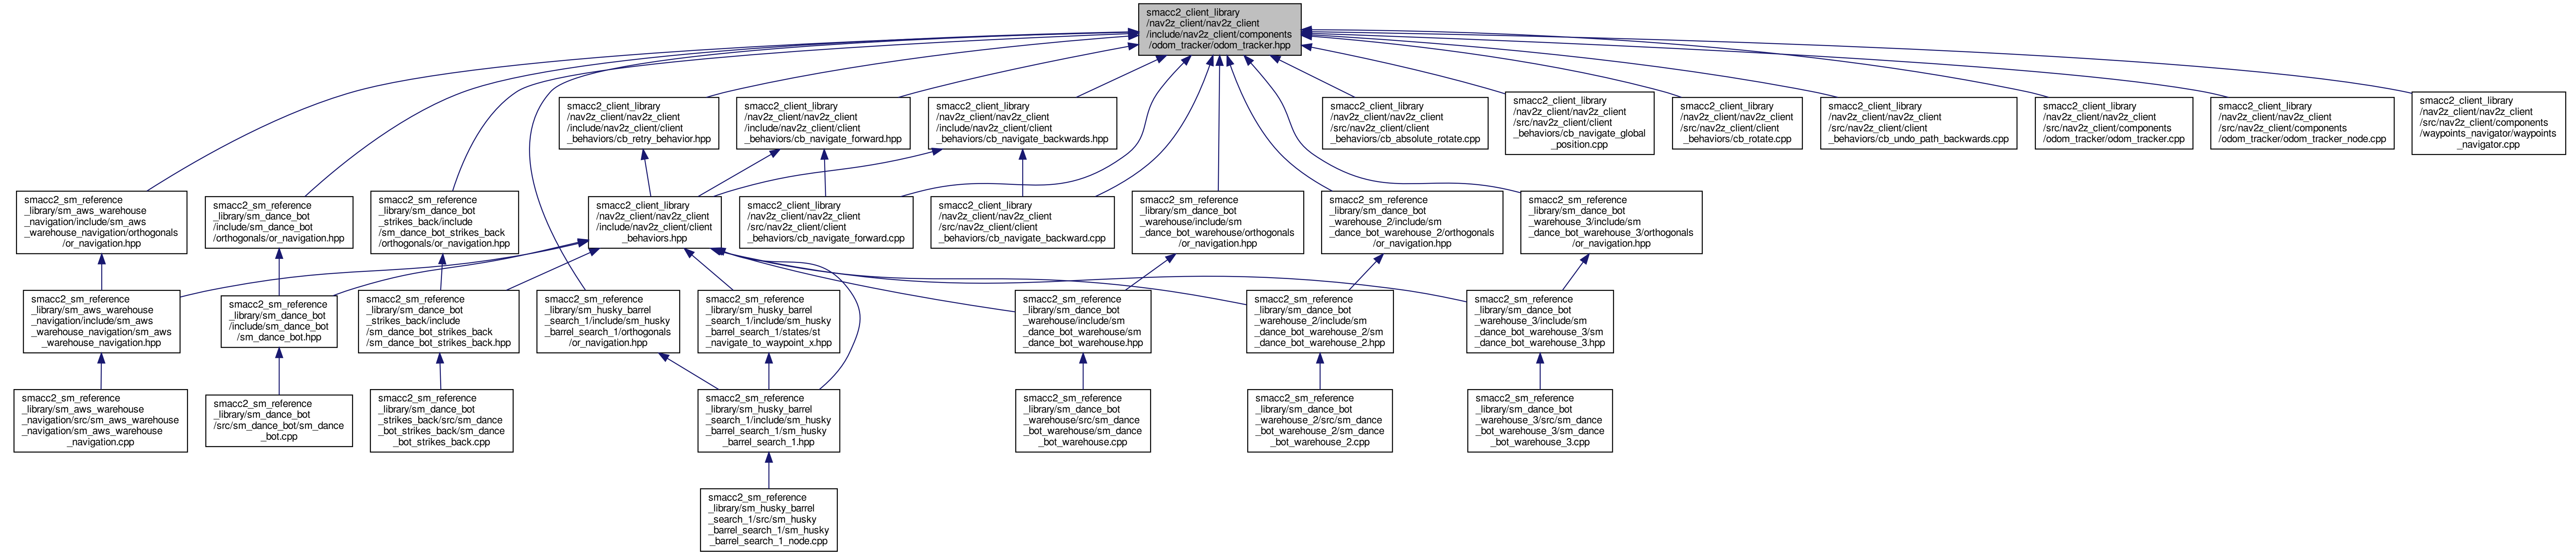 smacc2_client_library
/nav2z_client/nav2z_client
/include/nav2z_client/components
/odom_tracker/odom_tracker.hpp
smacc2_client_library
/nav2z_client/nav2z_client
/include/nav2z_client/client
_behaviors/cb_retry_behavior.hpp
smacc2_client_library
/nav2z_client/nav2z_client
/include/nav2z_client/client
_behaviors/cb_navigate_forward.hpp
smacc2_client_library
/nav2z_client/nav2z_client
/include/nav2z_client/client
_behaviors/cb_navigate_backwards.hpp
smacc2_client_library
/nav2z_client/nav2z_client
/src/nav2z_client/client
_behaviors/cb_absolute_rotate.cpp
smacc2_client_library
/nav2z_client/nav2z_client
/src/nav2z_client/client
_behaviors/cb_navigate_global
_position.cpp
smacc2_client_library
/nav2z_client/nav2z_client
/src/nav2z_client/client
_behaviors/cb_rotate.cpp
smacc2_client_library
/nav2z_client/nav2z_client
/src/nav2z_client/client
_behaviors/cb_undo_path_backwards.cpp
smacc2_client_library
/nav2z_client/nav2z_client
/src/nav2z_client/components
/odom_tracker/odom_tracker.cpp
smacc2_client_library
/nav2z_client/nav2z_client
/src/nav2z_client/components
/odom_tracker/odom_tracker_node.cpp
smacc2_client_library
/nav2z_client/nav2z_client
/src/nav2z_client/components
/waypoints_navigator/waypoints
_navigator.cpp
smacc2_sm_reference
_library/sm_aws_warehouse
_navigation/include/sm_aws
_warehouse_navigation/orthogonals
/or_navigation.hpp
smacc2_sm_reference
_library/sm_dance_bot
/include/sm_dance_bot
/orthogonals/or_navigation.hpp
smacc2_sm_reference
_library/sm_dance_bot
_strikes_back/include
/sm_dance_bot_strikes_back
/orthogonals/or_navigation.hpp
smacc2_client_library
/nav2z_client/nav2z_client
/include/nav2z_client/client
_behaviors.hpp
smacc2_client_library
/nav2z_client/nav2z_client
/src/nav2z_client/client
_behaviors/cb_navigate_forward.cpp
smacc2_client_library
/nav2z_client/nav2z_client
/src/nav2z_client/client
_behaviors/cb_navigate_backward.cpp
smacc2_sm_reference
_library/sm_dance_bot
_warehouse/include/sm
_dance_bot_warehouse/orthogonals
/or_navigation.hpp
smacc2_sm_reference
_library/sm_dance_bot
_warehouse_2/include/sm
_dance_bot_warehouse_2/orthogonals
/or_navigation.hpp
smacc2_sm_reference
_library/sm_dance_bot
_warehouse_3/include/sm
_dance_bot_warehouse_3/orthogonals
/or_navigation.hpp
smacc2_sm_reference
_library/sm_aws_warehouse
_navigation/include/sm_aws
_warehouse_navigation/sm_aws
_warehouse_navigation.hpp
smacc2_sm_reference
_library/sm_dance_bot
/include/sm_dance_bot
/sm_dance_bot.hpp
smacc2_sm_reference
_library/sm_dance_bot
_strikes_back/include
/sm_dance_bot_strikes_back
/sm_dance_bot_strikes_back.hpp
smacc2_sm_reference
_library/sm_husky_barrel
_search_1/include/sm_husky
_barrel_search_1/orthogonals
/or_navigation.hpp
smacc2_sm_reference
_library/sm_husky_barrel
_search_1/include/sm_husky
_barrel_search_1/states/st
_navigate_to_waypoint_x.hpp
smacc2_sm_reference
_library/sm_dance_bot
_warehouse/include/sm
_dance_bot_warehouse/sm
_dance_bot_warehouse.hpp
smacc2_sm_reference
_library/sm_dance_bot
_warehouse_2/include/sm
_dance_bot_warehouse_2/sm
_dance_bot_warehouse_2.hpp
smacc2_sm_reference
_library/sm_dance_bot
_warehouse_3/include/sm
_dance_bot_warehouse_3/sm
_dance_bot_warehouse_3.hpp
smacc2_sm_reference
_library/sm_aws_warehouse
_navigation/src/sm_aws_warehouse
_navigation/sm_aws_warehouse
_navigation.cpp
smacc2_sm_reference
_library/sm_dance_bot
/src/sm_dance_bot/sm_dance
_bot.cpp
smacc2_sm_reference
_library/sm_dance_bot
_strikes_back/src/sm_dance
_bot_strikes_back/sm_dance
_bot_strikes_back.cpp
smacc2_sm_reference
_library/sm_husky_barrel
_search_1/include/sm_husky
_barrel_search_1/sm_husky
_barrel_search_1.hpp
smacc2_sm_reference
_library/sm_dance_bot
_warehouse/src/sm_dance
_bot_warehouse/sm_dance
_bot_warehouse.cpp
smacc2_sm_reference
_library/sm_dance_bot
_warehouse_2/src/sm_dance
_bot_warehouse_2/sm_dance
_bot_warehouse_2.cpp
smacc2_sm_reference
_library/sm_dance_bot
_warehouse_3/src/sm_dance
_bot_warehouse_3/sm_dance
_bot_warehouse_3.cpp
smacc2_sm_reference
_library/sm_husky_barrel
_search_1/src/sm_husky
_barrel_search_1/sm_husky
_barrel_search_1_node.cpp